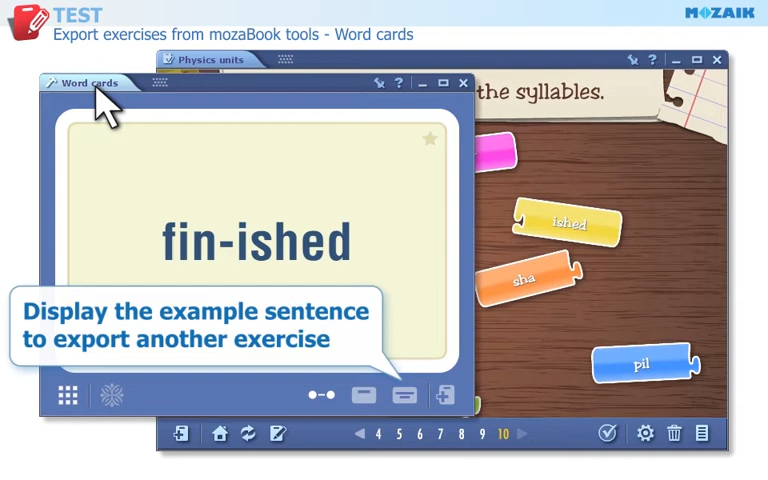 TEST
Export exercises from mozaBook tools - Word cards
MOZAIK
Physics units
Word cards
the syllables.
fin-ished
ished
sha
pil
Display the example sentence
to export another exercise
4 5 6 7 8 9 10